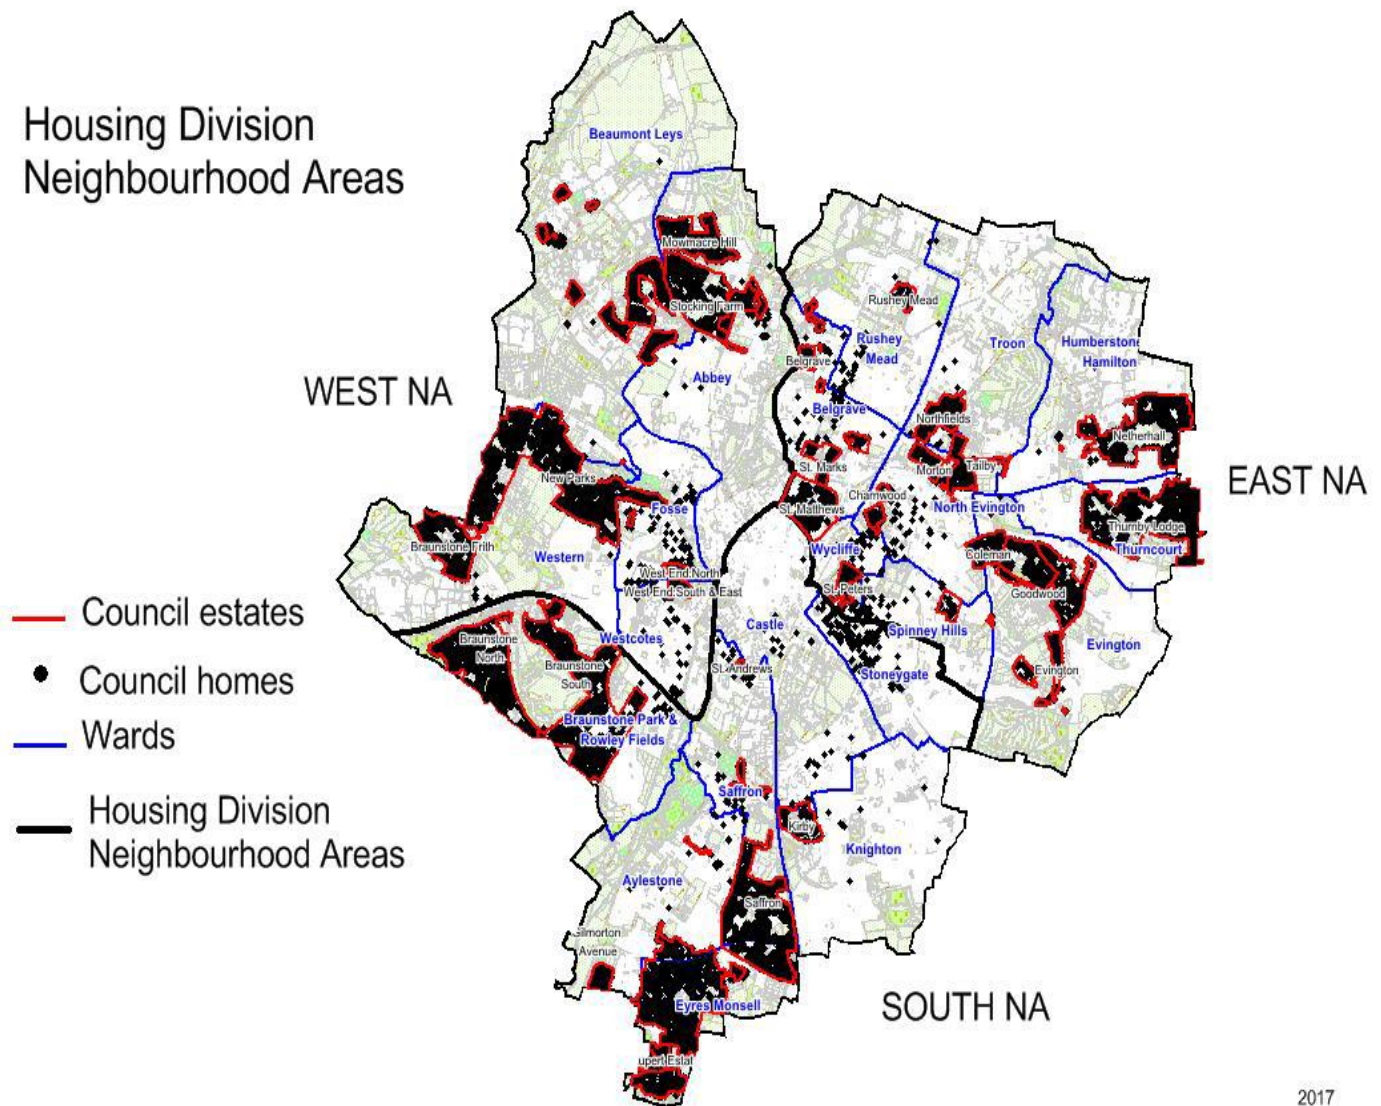 Housing Division
Neighbourhood Areas
Beaumont Leys
Mowmacre Hill
Stocking Farm
Rushey Mead
Rushey
Mead
Troon
Humberstone
Hamilton
WEST NA
Abbey
Belgrave
Belgrave
Northfields
Netherhall
St. Marks
Morton
Tailby
EAST NA
New Parks
Charnwood
Fosse
St. Matthews
North Evington
Thurnby Lodge
Thurncourt
Braunstone Frith
Western
Wycliffe
Coleman
West End North
West End South & East
St. Peters
Goodwood
Council estates
Castle
Westcotes
Spinney Hills
Evington
Braunstone
North
Braunstone
South
St. Andrews
Stoneygate
Evington
Council homes
Braunstone Park &
Rowley Fields
Wards
Saffron
Housing Division
Neighbourhood Areas
Kirby
Knighton
Aylestone
Saffron
Gilmorton
Avenue
Eyres Monsell
SOUTH NA
upert Estat
2017